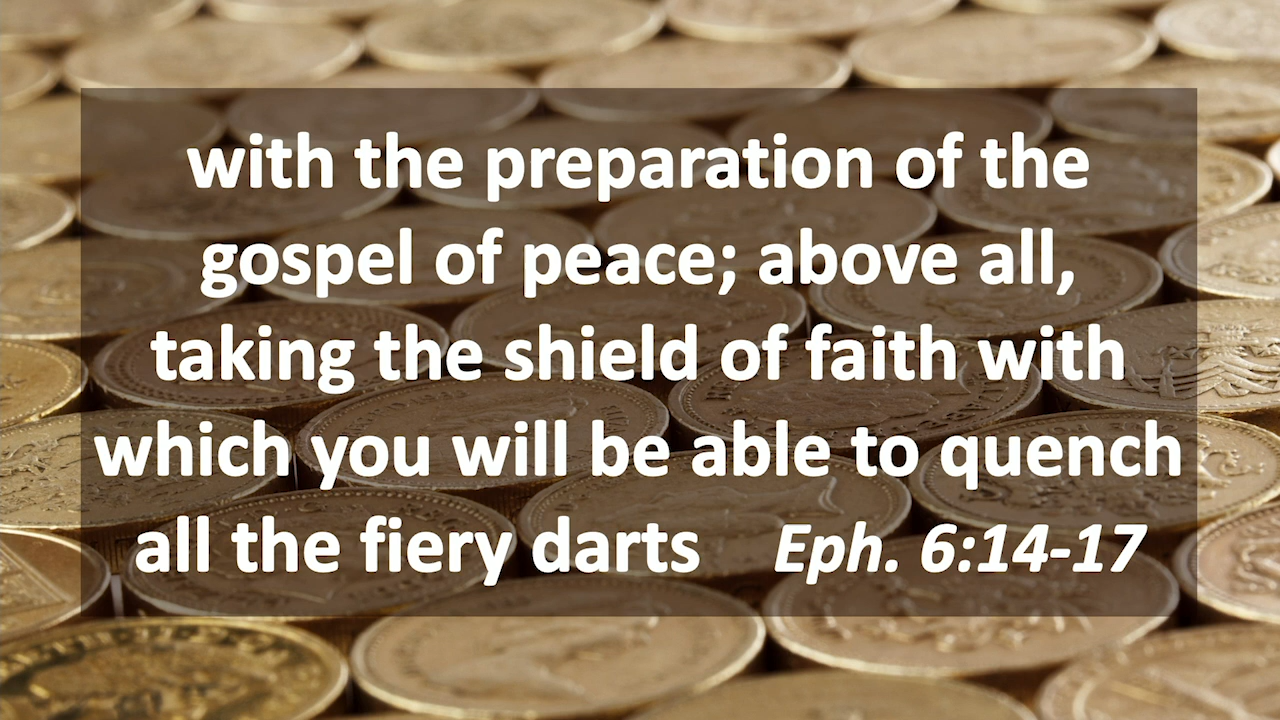 with the preparation of the
gospel of peace; above all,
taking the shield of faith with
which you will be able to quench
all the fiery darts Eph. 6:14-17